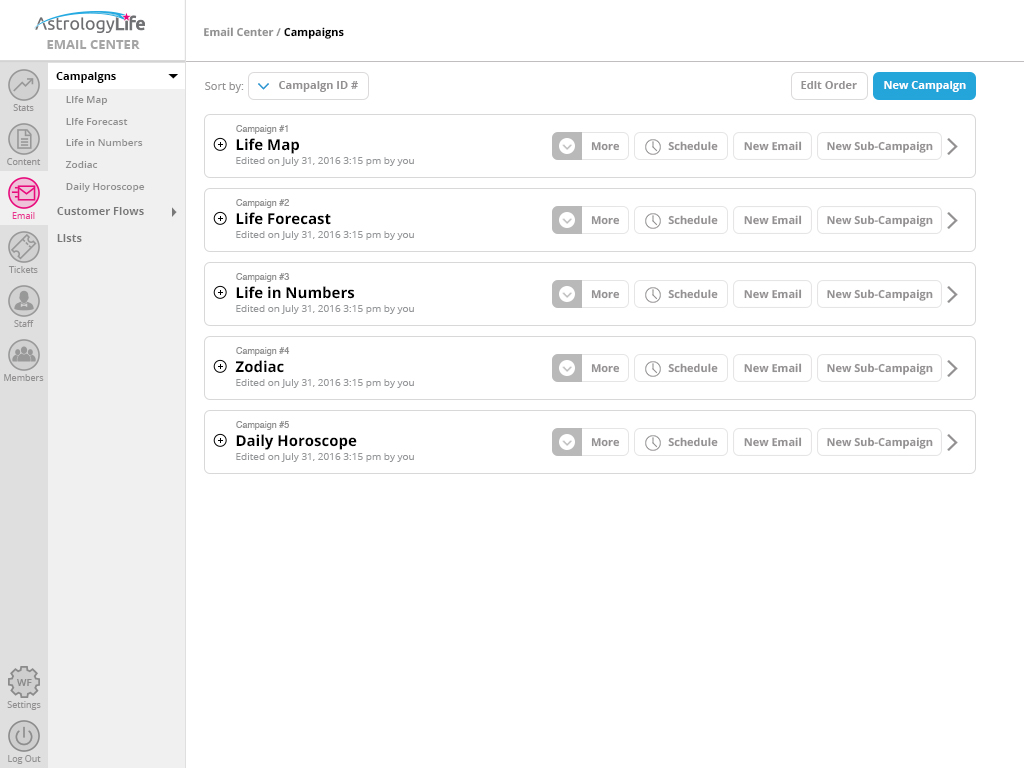 AstrologyLife
EMAIL CENTER
Email Center / Campaigns
Stats
Content
Email
Tickets
Staff
Members
WF
Settings
Log Out
Campaigns
Life Map
Life Forecast
Life in Numbers
Zodiac
Daily Horoscope
Customer Flows
Lists
Sort by: Campaign ID # Edit Order New Campaign
Campaign #1
Life Map
Edited on July 31, 2016 3:15 pm by you
More Schedule New Email New Sub-Campaign
Campaign #2
Life Forecast
Edited on July 31, 2016 3:15 pm by you
More Schedule New Email New Sub-Campaign
Campaign #3
Life in Numbers
Edited on July 31, 2016 3:15 pm by you
More Schedule New Email New Sub-Campaign
Campaign #4
Zodiac
Edited on July 31, 2016 3:15 pm by you
More Schedule New Email New Sub-Campaign
Campaign #5
Daily Horoscope
Edited on July 31, 2016 3:15 pm by you
More Schedule New Email New Sub-Campaign